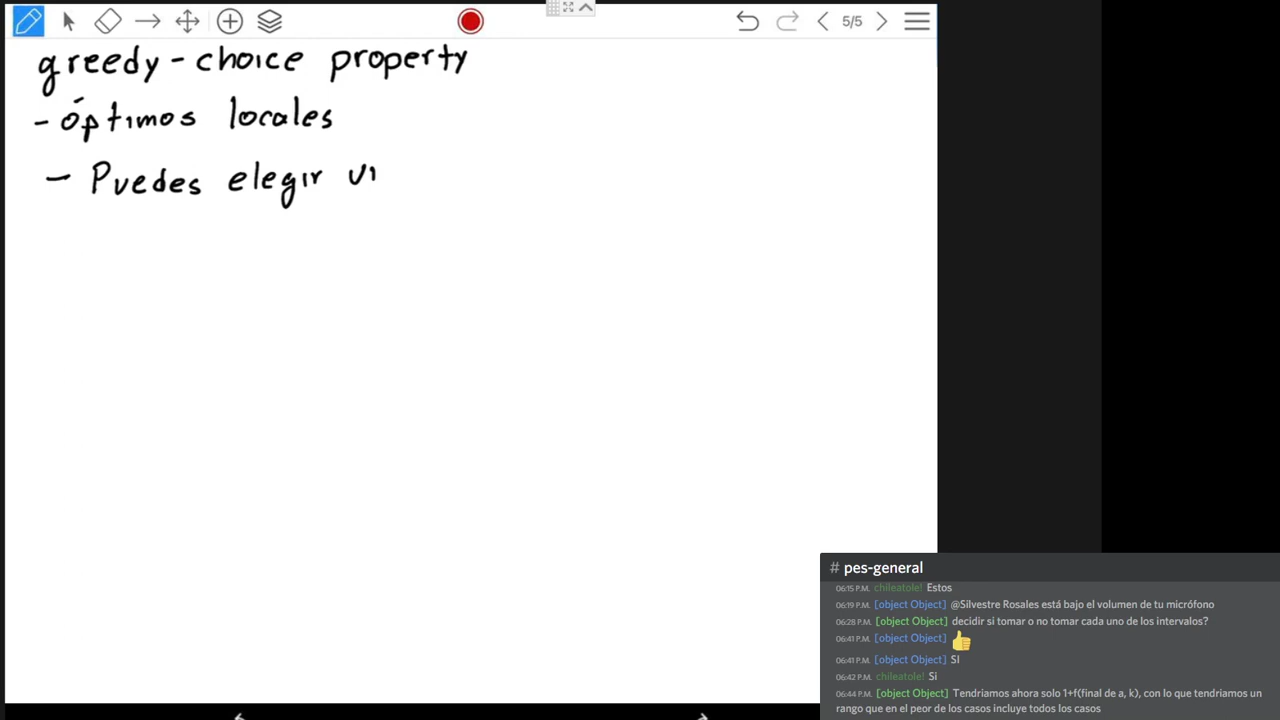 5/5
greedy-choice property
- óptimos locales
- Puedes elegir
# pes-general
06:15 P.M. chileatole! Estos
06:19 P.M. [object Object] @Silvestre Rosales está bajo el volumen de tu micrófono
06:28 P.M. [object Object] decidir si tomar o no tomar cada uno de los intervalos?
06:41 P.M. [object Object] 👍
06:41 P.M. [object Object] SI
06:42 P.M. chileatole! Si
06:44 P.M. [object Object] Tendriamos ahora solo 1+f(final de a, k), con lo que tendriamos un
rango que en el peor de los casos incluye todos los casos